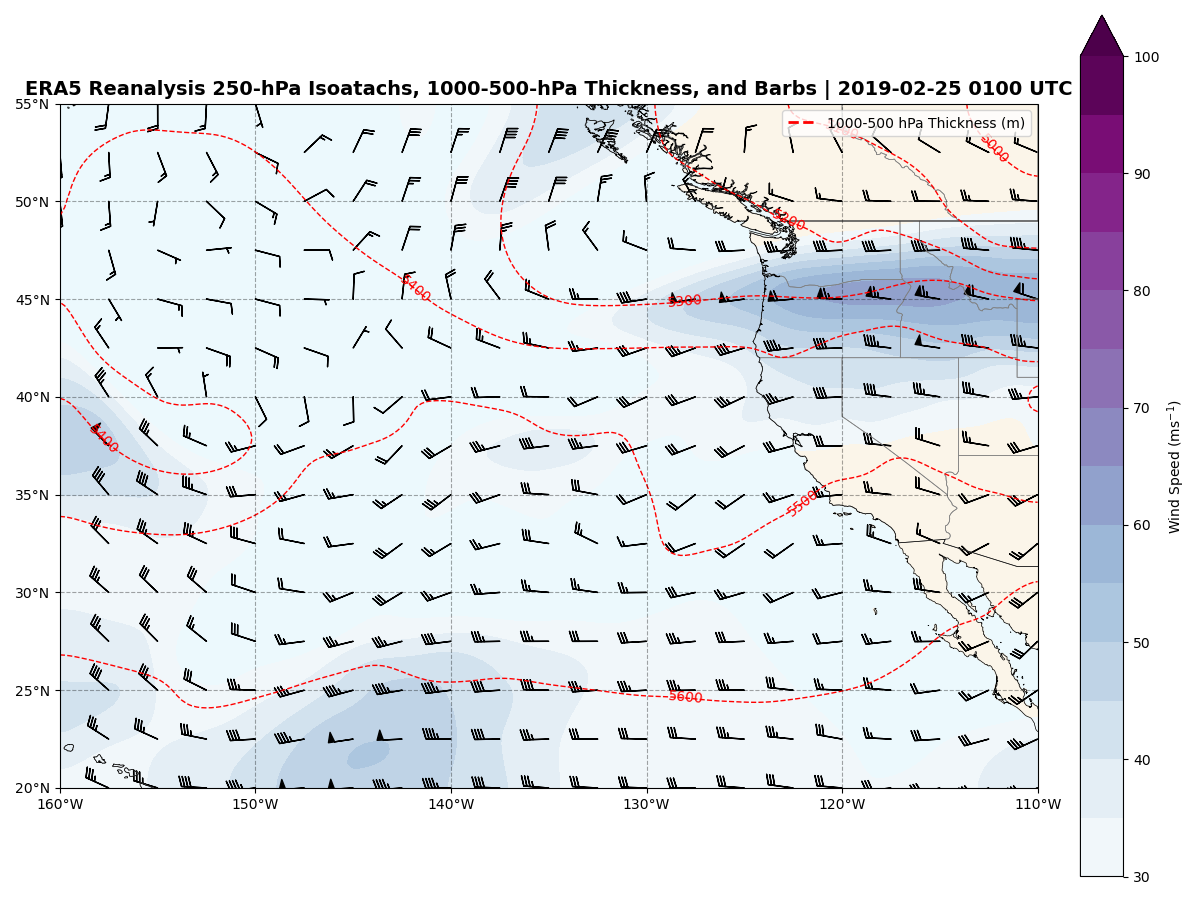 ERA5 Reanalysis 250-hPa Isoatachs, 1000-500-hPa Thickness, and Barbs | 2019-02-25 0100 UTC
1000-500 hPa Thickness (m)
55°N
50°N
45°N
40°N
35°N
30°N
25°N
20°N
160°W
150°W
140°W
130°W
120°W
110°W
5000
5200
5400
5300
5400
5500
5600
100
90
80
70
60
50
40
30
Wind Speed (ms⁻¹)